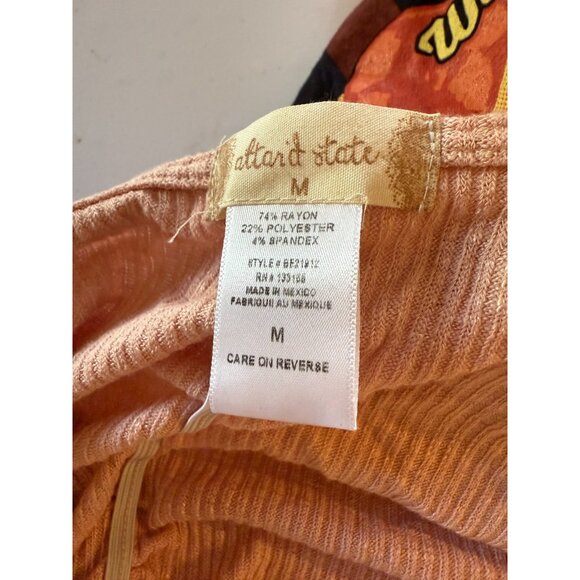 altar'd state
M
74% RAYON
22% POLYESTER
4% SPANDEX
STYLE # BE21912
RN # 133188
MADE IN MEXICO
FABRIQUE AU MEXIQUE
M
CARE ON REVERSE